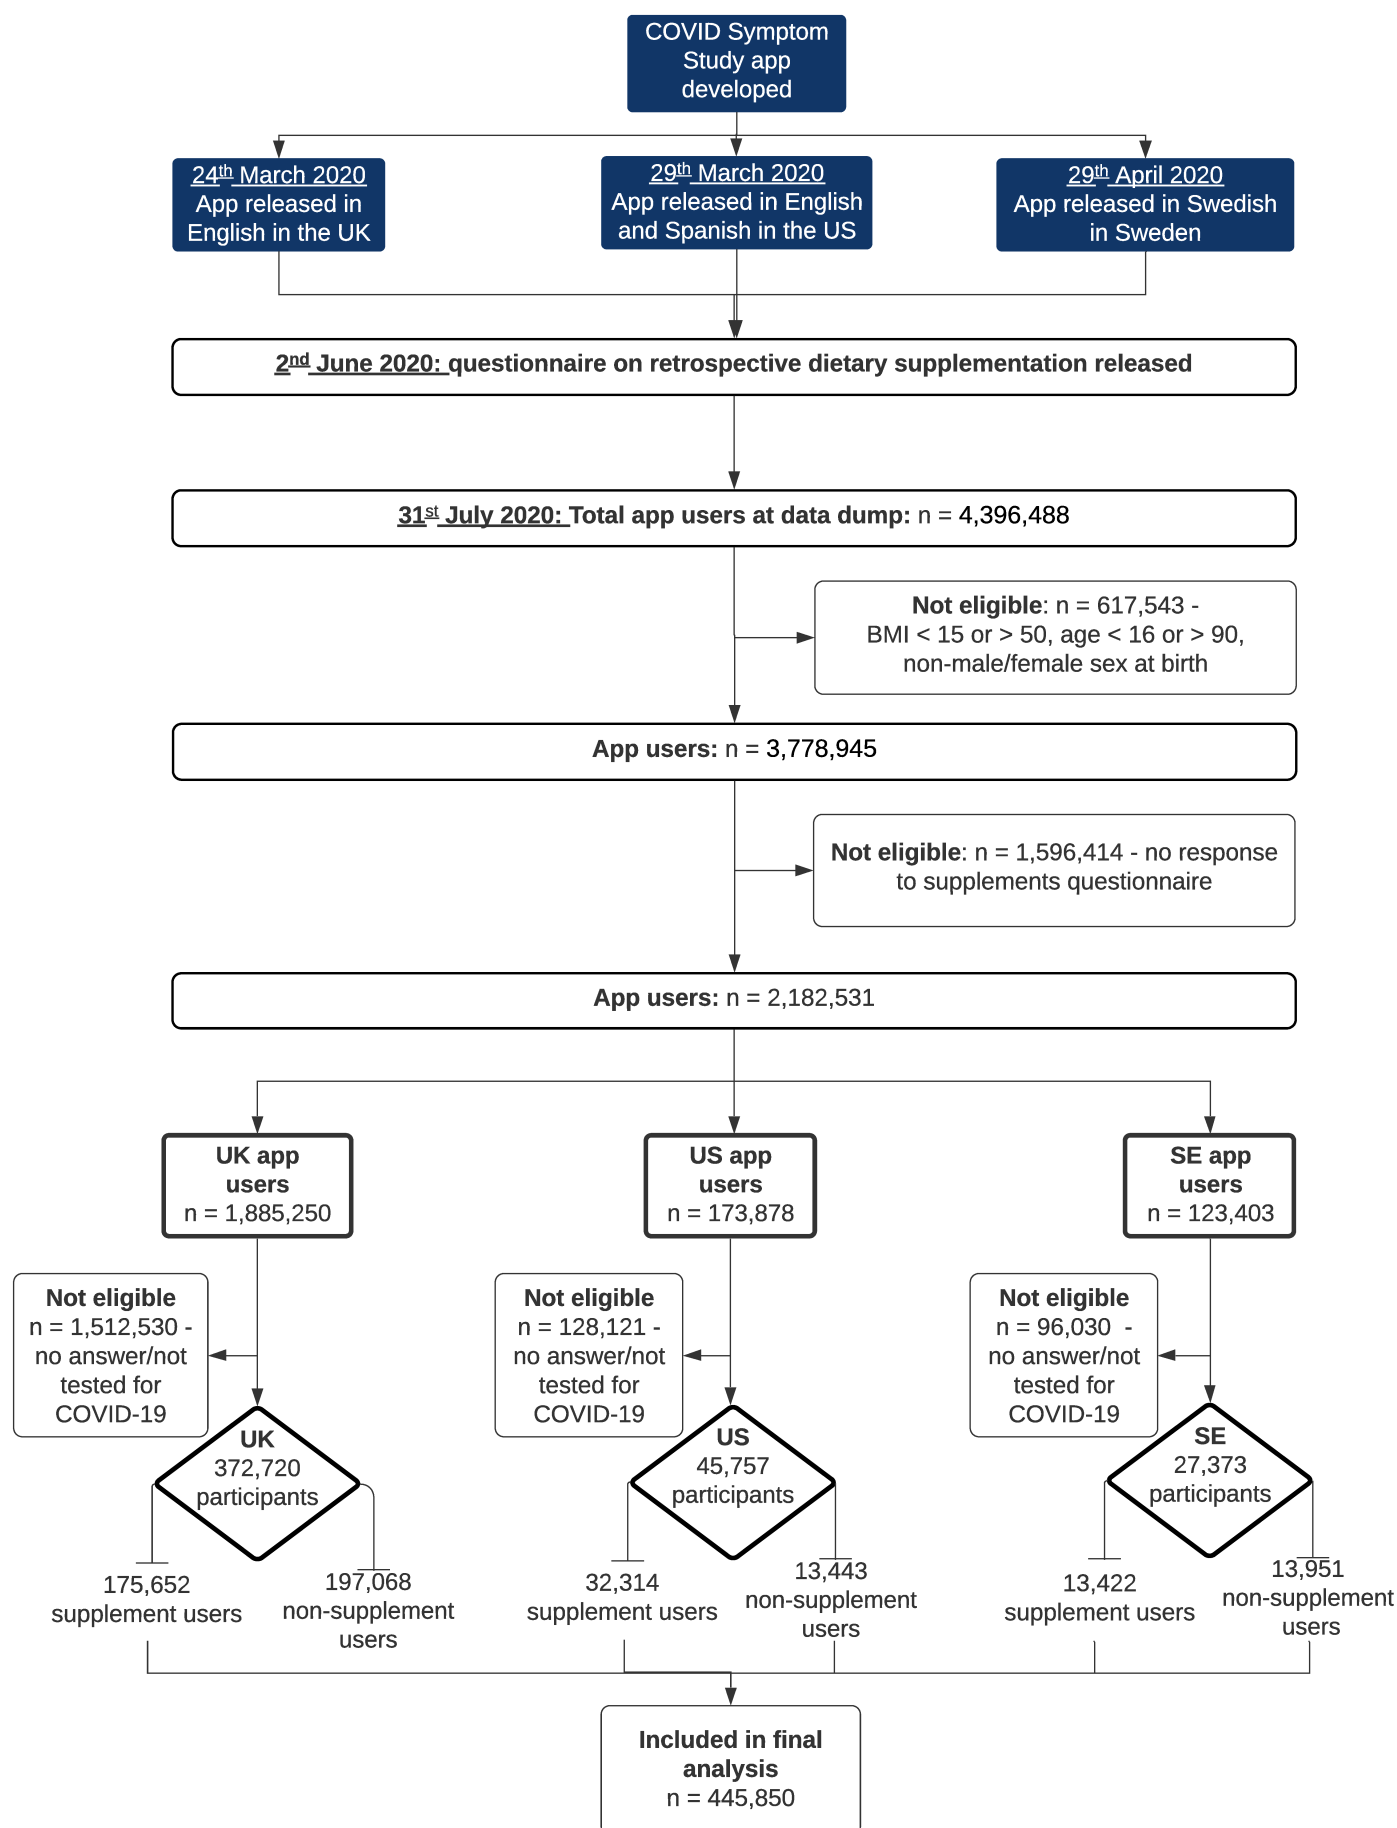 COVID Symptom
Study app
developed
24th March 2020
App released in
English in the UK
29th March 2020
App released in English
and Spanish in the US
29th April 2020
App released in Swedish
in Sweden
2nd June 2020: questionnaire on retrospective dietary supplementation released
31st July 2020: Total app users at data dump: n = 4,396,488
Not eligible: n = 617,543 -
BMI < 15 or > 50, age < 16 or > 90,
non-male/female sex at birth
App users: n = 3,778,945
Not eligible: n = 1,596,414 - no response
to supplements questionnaire
App users: n = 2,182,531
UK app
users
n = 1,885,250
US app
users
n = 173,878
SE app
users
n = 123,403
Not eligible
n = 1,512,530 -
no answer/not
tested for
COVID-19
Not eligible
n = 128,121 -
no answer/not
tested for
COVID-19
Not eligible
n = 96,030 -
no answer/not
tested for
COVID-19
UK
372,720
participants
US
45,757
participants
SE
27,373
participants
175,652
supplement users
197,068
non-supplement
users
32,314
supplement users
13,443
non-supplement
users
13,422
supplement users
13,951
non-supplement
users
Included in final
analysis
n = 445,850